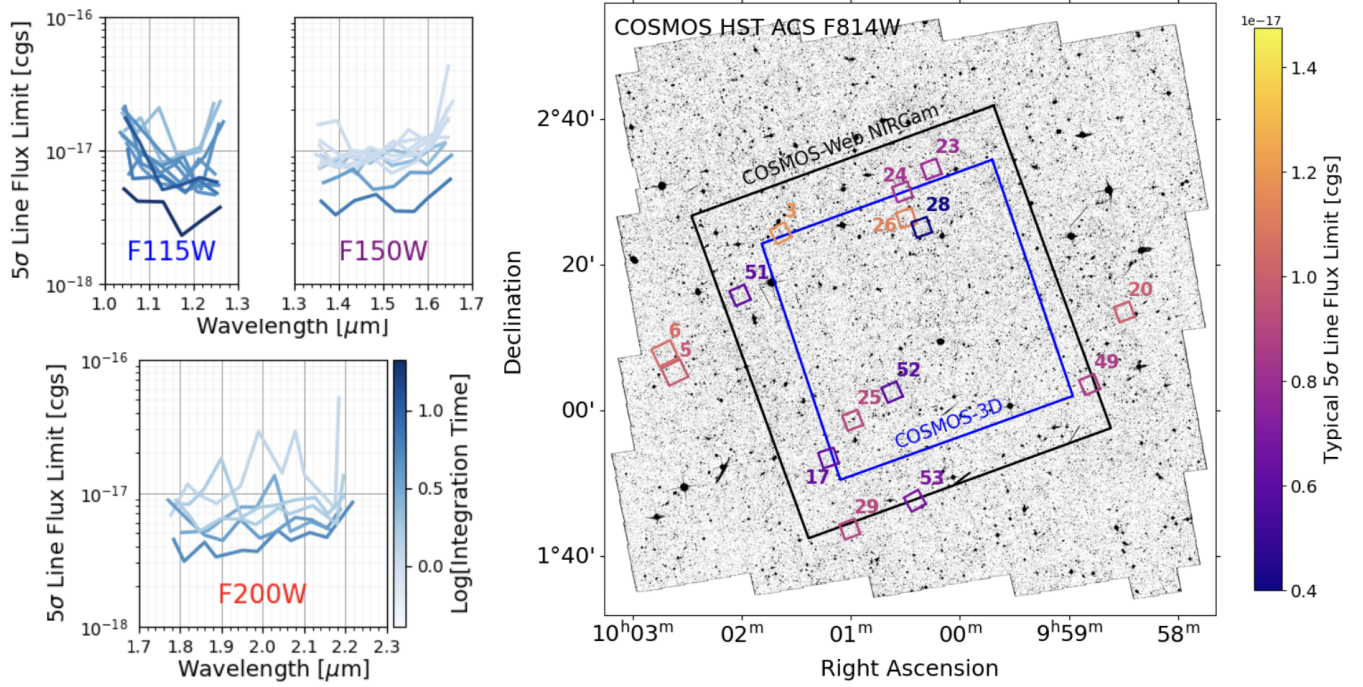 10⁻¹⁶
10⁻¹⁷
10⁻¹⁸
5σ Line Flux Limit [cgs]
F115W
F150W
1.0 1.1 1.2 1.3
1.3 1.4 1.5 1.6 1.7
Wavelength [μm]
10⁻¹⁶
10⁻¹⁷
10⁻¹⁸
5σ Line Flux Limit [cgs]
F200W
1.7 1.8 1.9 2.0 2.1 2.2 2.3
Wavelength [μm]
1.0
0.5
0.0
Log[Integration Time]
COSMOS HST ACS F814W
COSMOS-Web NIRCam
COSMOS-3D
23
24
3
28
26
51
20
6
5
49
52
25
17
53
29
2°40'
20'
00'
1°40'
Declination
10ʰ03ᵐ 02ᵐ 01ᵐ 00ᵐ 9ʰ59ᵐ 58ᵐ
Right Ascension
1e−17
1.4
1.2
1.0
0.8
0.6
0.4
Typical 5σ Line Flux Limit [cgs]